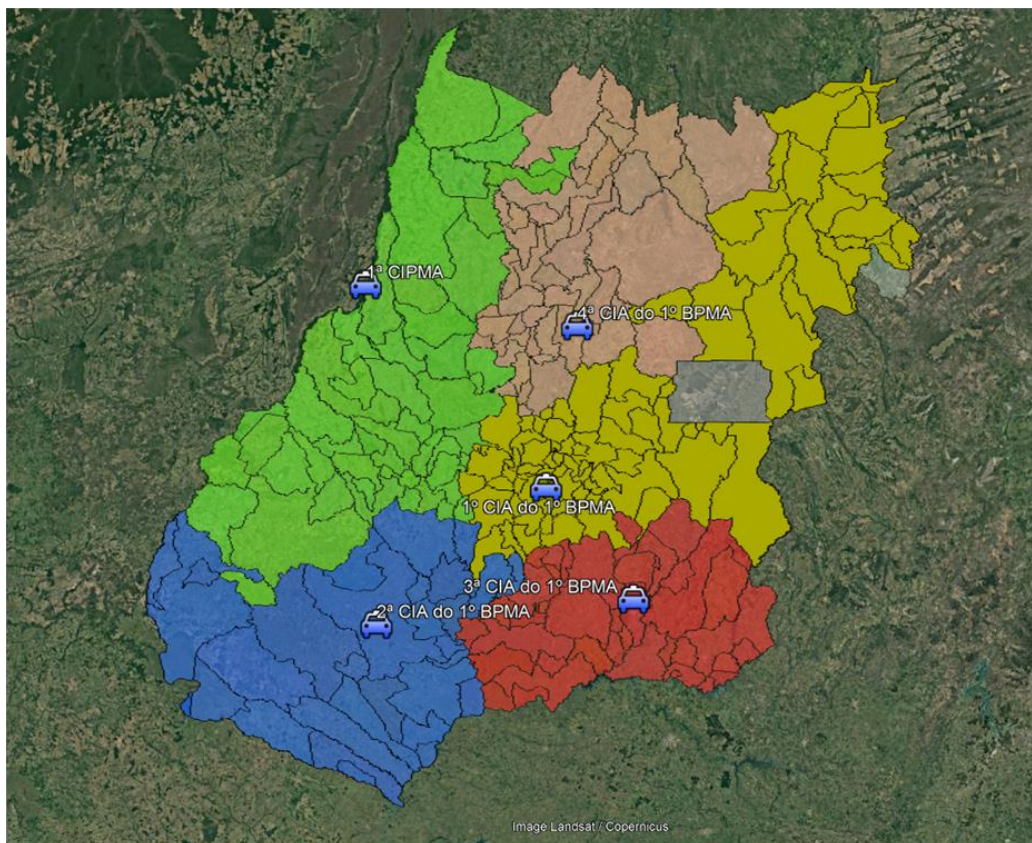 1ª CIPMA
4ª CIA do 1º BPMA
1º CIA do 1º BPMA
3ª CIA do 1º BPMA
2ª CIA do 1º BPMA
Image Landsat / Copernicus